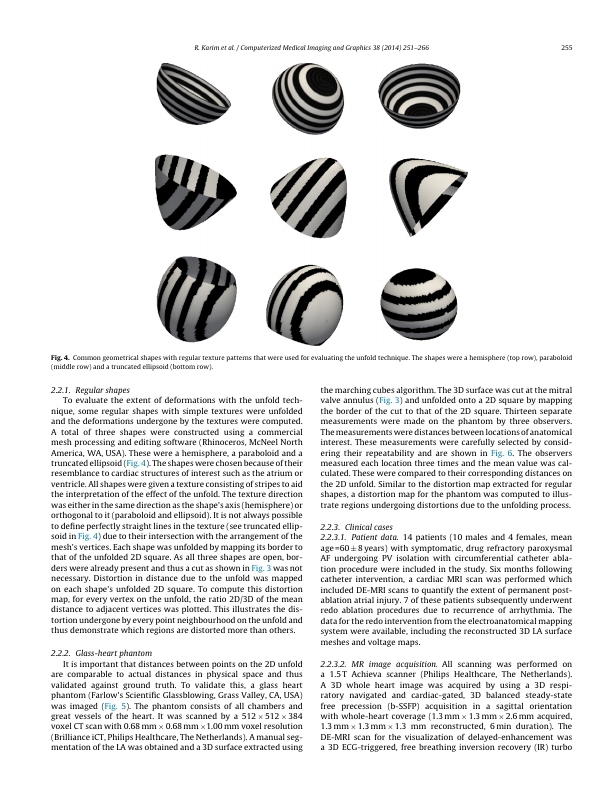 R. Karim et al. / Computerized Medical Imaging and Graphics 38 (2014) 251–266
255
Fig. 4. Common geometrical shapes with regular texture patterns that were used for evaluating the unfold technique. The shapes were a hemisphere (top row), paraboloid
(middle row) and a truncated ellipsoid (bottom row).
2.2.1. Regular shapes
To evaluate the extent of deformations with the unfold tech-
nique, some regular shapes with simple textures were unfolded
and the deformations undergone by the textures were computed.
A total of three shapes were constructed using a commercial
mesh processing and editing software (Rhinoceros, McNeel North
America, WA, USA). These were a hemisphere, a paraboloid and a
truncated ellipsoid (Fig. 4). The shapes were chosen because of their
resemblance to cardiac structures of interest such as the atrium or
ventricle. All shapes were given a texture consisting of stripes to aid
the interpretation of the effect of the unfold. The texture direction
was either in the same direction as the shape's axis (hemisphere) or
orthogonal to it (paraboloid and ellipsoid). It is not always possible
to define perfectly straight lines in the texture (see truncated ellip-
soid in Fig. 4) due to their intersection with the arrangement of the
mesh's vertices. Each shape was unfolded by mapping its border to
that of the unfolded 2D square. As all three shapes are open, bor-
ders were already present and thus a cut as shown in Fig. 3 was not
necessary. Distortion in distance due to the unfold was mapped
on each shape's unfolded 2D square. To compute this distortion
map, for every vertex on the unfold, the ratio 2D/3D of the mean
distance to adjacent vertices was plotted. This illustrates the dis-
tortion undergone by every point neighbourhood on the unfold and
thus demonstrate which regions are distorted more than others.
2.2.2. Glass-heart phantom
It is important that distances between points on the 2D unfold
are comparable to actual distances in physical space and thus
validated against ground truth. To validate this, a glass heart
phantom (Farlow's Scientific Glassblowing, Grass Valley, CA, USA)
was imaged (Fig. 5). The phantom consists of all chambers and
great vessels of the heart. It was scanned by a 512 × 512 × 384
voxel CT scan with 0.68 mm × 0.68 mm × 1.00 mm voxel resolution
(Brilliance iCT, Philips Healthcare, The Netherlands). A manual seg-
mentation of the LA was obtained and a 3D surface extracted using
the marching cubes algorithm. The 3D surface was cut at the mitral
valve annulus (Fig. 3) and unfolded onto a 2D square by mapping
the border of the cut to that of the 2D square. Thirteen separate
measurements were made on the phantom by three observers.
The measurements were distances between locations of anatomical
interest. These measurements were carefully selected by consid-
ering their repeatability and are shown in Fig. 6. The observers
measured each location three times and the mean value was cal-
culated. These were compared to their corresponding distances on
the 2D unfold. Similar to the distortion map extracted for regular
shapes, a distortion map for the phantom was computed to illus-
trate regions undergoing distortions due to the unfolding process.
2.2.3. Clinical cases
2.2.3.1. Patient data. 14 patients (10 males and 4 females, mean
age = 60 ± 8 years) with symptomatic, drug refractory paroxysmal
AF undergoing PV isolation with circumferential catheter abla-
tion procedure were included in the study. Six months following
catheter intervention, a cardiac MRI scan was performed which
included DE-MRI scans to quantify the extent of permanent post-
ablation atrial injury. 7 of these patients subsequently underwent
redo ablation procedures due to recurrence of arrhythmia. The
data for the redo intervention from the electroanatomical mapping
system were available, including the reconstructed 3D LA surface
meshes and voltage maps.
2.2.3.2. MR image acquisition. All scanning was performed on
a 1.5 T Achieva scanner (Philips Healthcare, The Netherlands).
A 3D whole heart image was acquired by using a 3D respi-
ratory navigated and cardiac-gated, 3D balanced steady-state
free precession (b-SSFP) acquisition in a sagittal orientation
with whole-heart coverage (1.3 mm × 1.3 mm × 2.6 mm acquired,
1.3 mm × 1.3 mm × 1.3 mm reconstructed, 6 min duration). The
DE-MRI scan for the visualization of delayed-enhancement was
a 3D ECG-triggered, free breathing inversion recovery (IR) turbo